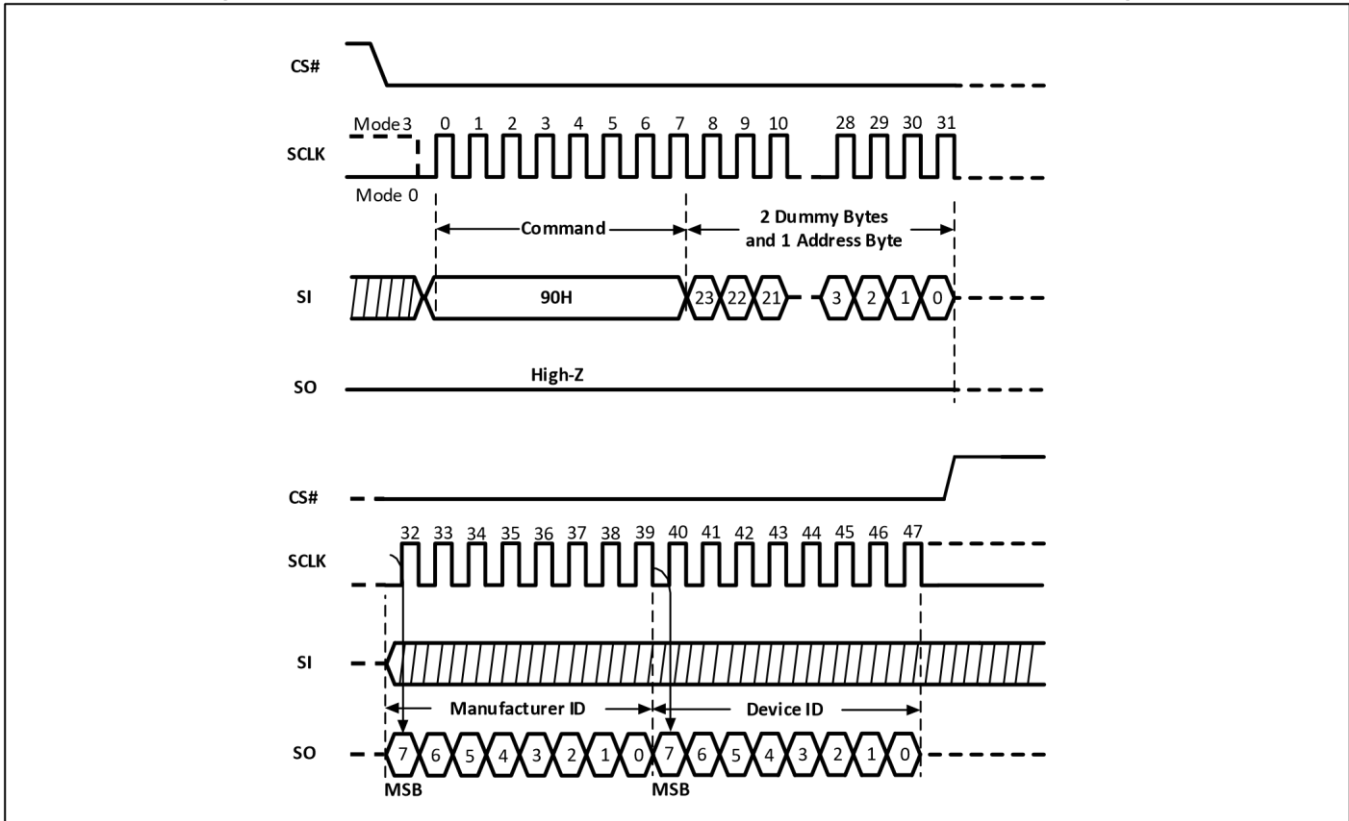 CS#
Mode 3 0 1 2 3 4 5 6 7 8 9 10 28 29 30 31
SCLK
Mode 0
Command
2 Dummy Bytes
and 1 Address Byte
SI 90H 23 22 21 3 2 1 0
High-Z
SO
CS#
32 33 34 35 36 37 38 39 40 41 42 43 44 45 46 47
SCLK
SI
Manufacturer ID Device ID
SO 7 6 5 4 3 2 1 0 7 6 5 4 3 2 1 0
MSB MSB